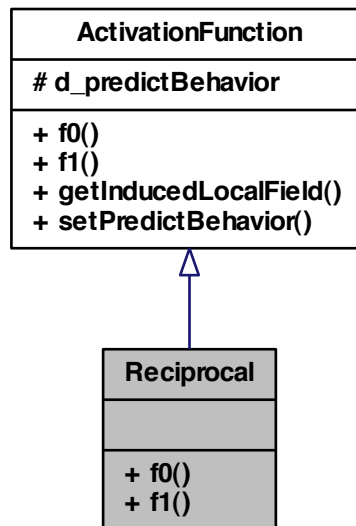 ActivationFunction
# d_predictBehavior
+ f0()
+ f1()
+ getInducedLocalField()
+ setPredictBehavior()
Reciprocal
+ f0()
+ f1()